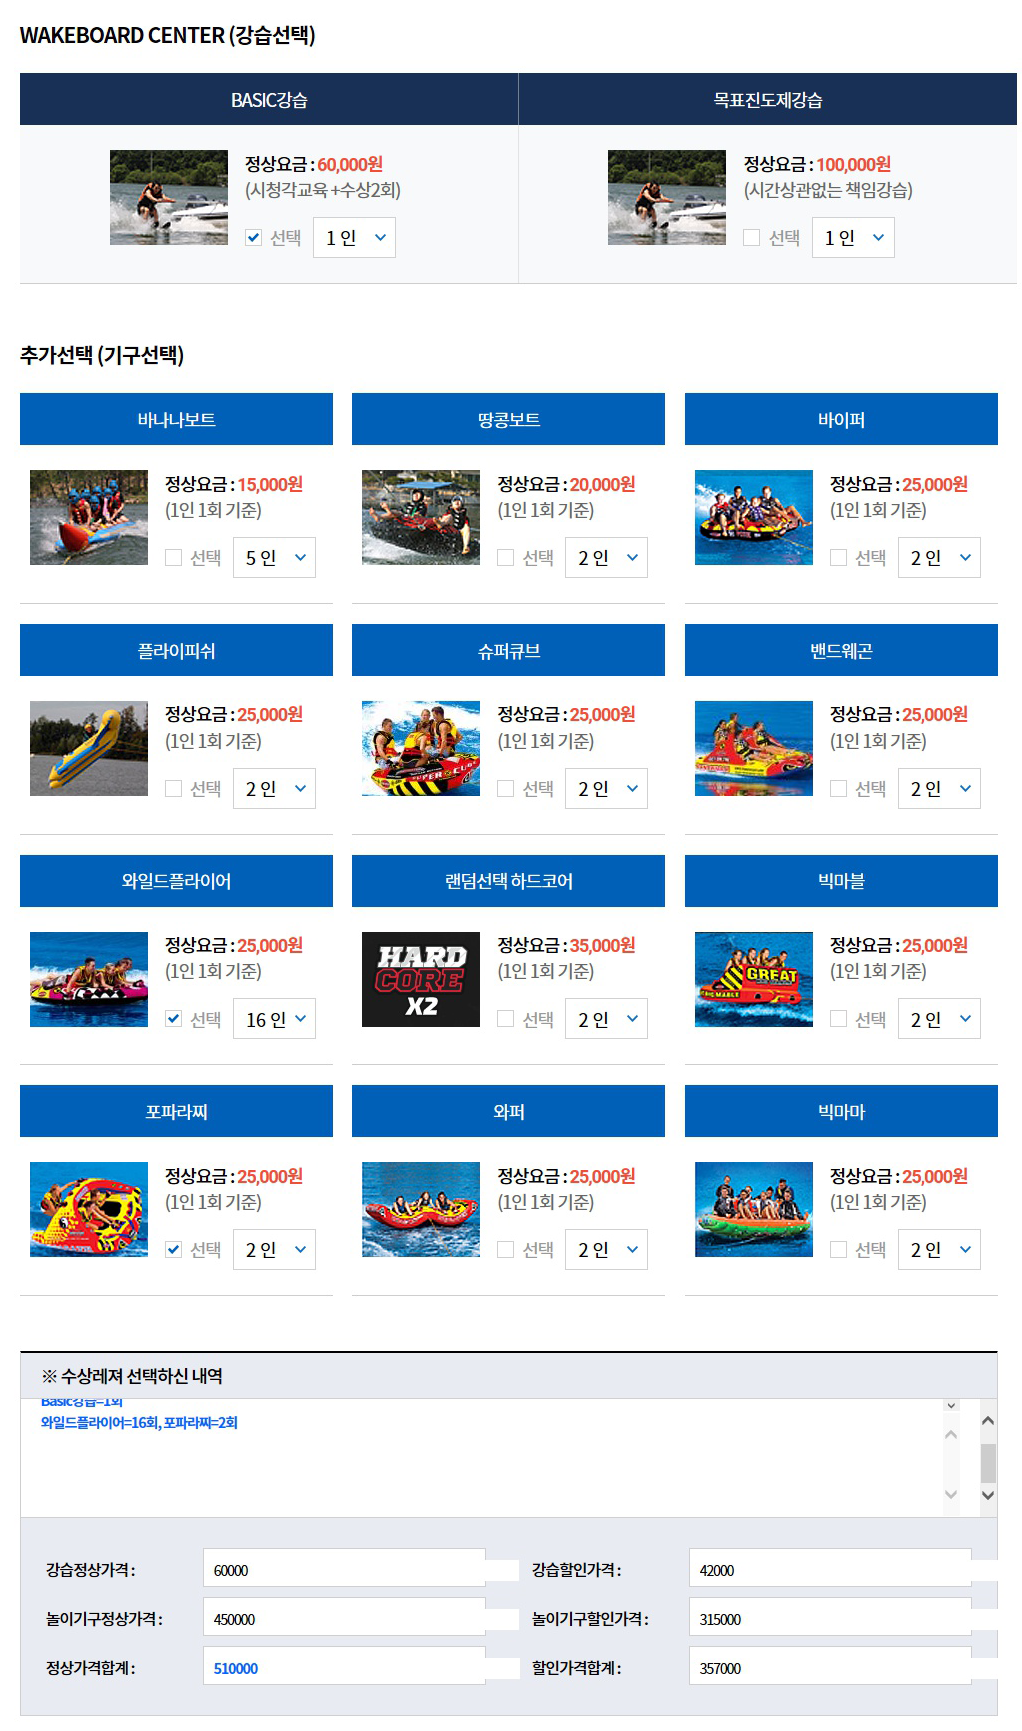 WAKEBOARD CENTER (강습선택)
BASIC강습
목표진도제강습
정상요금 : 60,000원
(시청각교육 +수상2회)
선택 1 인
정상요금 : 100,000원
(시간상관없는 책임강습)
선택 1 인
추가선택 (기구선택)
바나나보트
땅콩보트
바이퍼
정상요금 : 15,000원
(1인 1회 기준)
선택 5 인
정상요금 : 20,000원
(1인 1회 기준)
선택 2 인
정상요금 : 25,000원
(1인 1회 기준)
선택 2 인
플라이피쉬
슈퍼큐브
밴드웨곤
정상요금 : 25,000원
(1인 1회 기준)
선택 2 인
정상요금 : 25,000원
(1인 1회 기준)
선택 2 인
정상요금 : 25,000원
(1인 1회 기준)
선택 2 인
와일드플라이어
랜덤선택 하드코어
빅마블
정상요금 : 25,000원
(1인 1회 기준)
선택 16 인
HARD
CORE
X2
정상요금 : 35,000원
(1인 1회 기준)
선택 2 인
GREAT
정상요금 : 25,000원
(1인 1회 기준)
선택 2 인
포파라찌
와퍼
빅마마
정상요금 : 25,000원
(1인 1회 기준)
선택 2 인
정상요금 : 25,000원
(1인 1회 기준)
선택 2 인
정상요금 : 25,000원
(1인 1회 기준)
선택 2 인
※ 수상레져 선택하신 내역
Basic강습=1회
와일드플라이어=16회, 포파라찌=2회
강습정상가격 : 60000
강습할인가격 : 42000
놀이기구정상가격 : 450000
놀이기구할인가격 : 315000
정상가격합계 : 510000
할인가격합계 : 357000